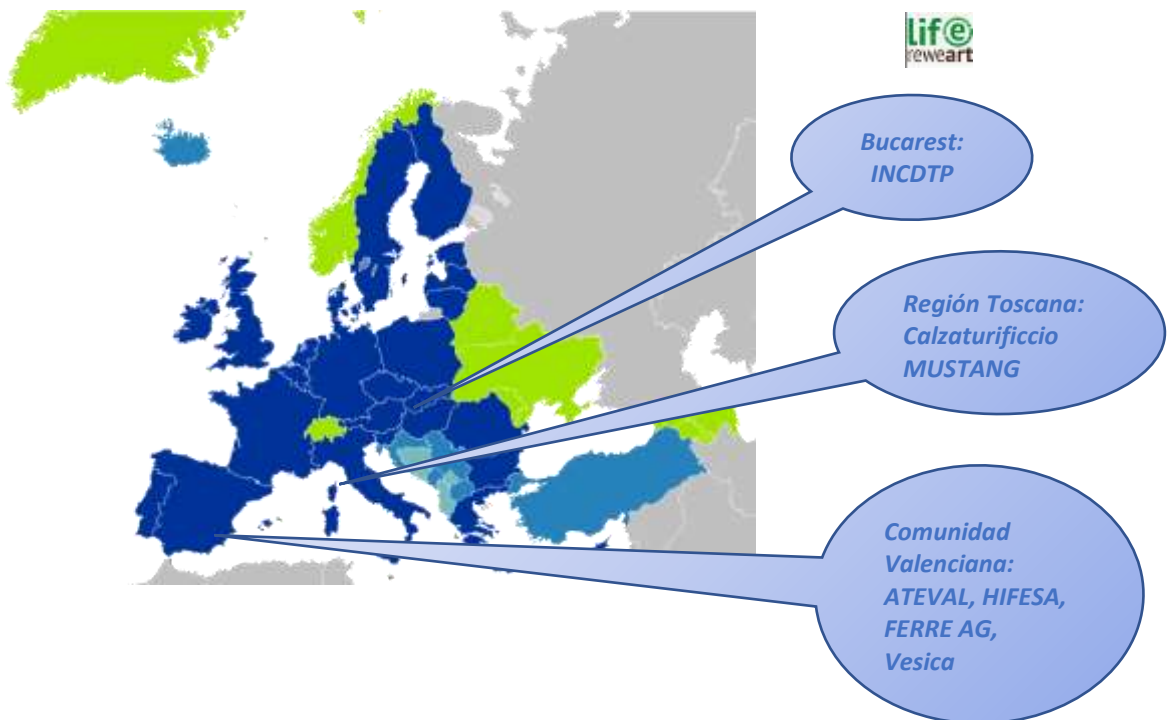 life
reweart
Bucarest:
INCDTP
Región Toscana:
Calzaturificcio
MUSTANG
Comunidad
Valenciana:
ATEVAL, HIFESA,
FERRE AG,
Vesica